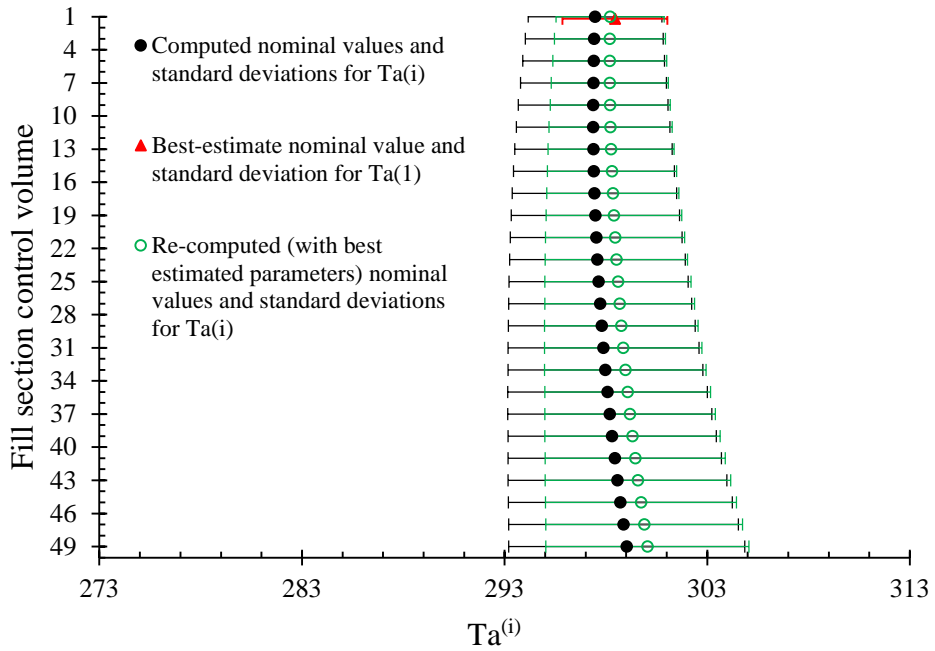 1
4
7
10
13
16
19
22
25
28
31
34
37
40
43
46
49
Fill section control volume
Computed nominal values and
standard deviations for Ta(i)
Best-estimate nominal value and
standard deviation for Ta(1)
Re-computed (with best
estimated parameters) nominal
values and standard deviations
for Ta(i)
273
283
293
303
313
Ta(i)